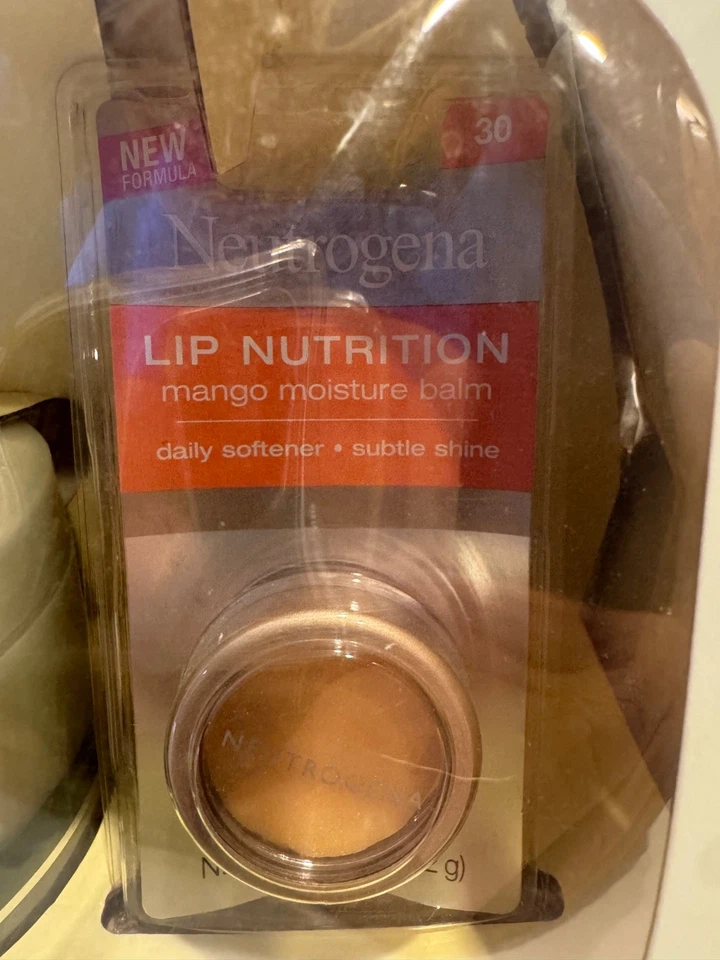 NEW
FORMULA
30
Neutrogena
LIP NUTRITION
mango moisture balm
daily softener • subtle shine
NEUTROGENA
g)